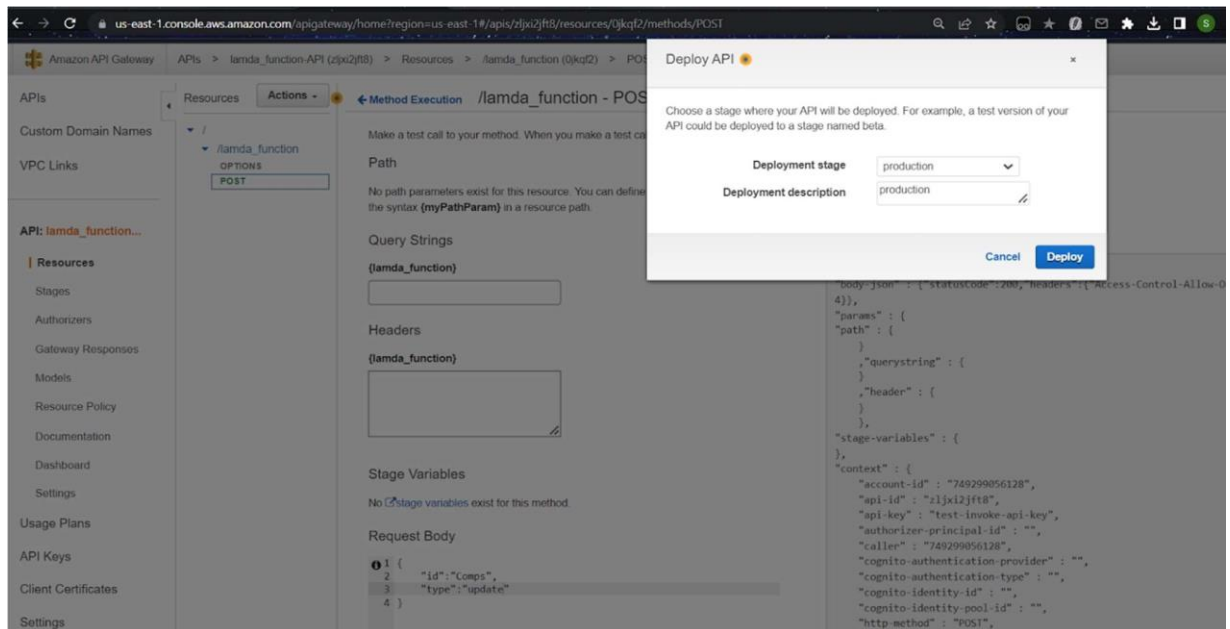 us-east-1.console.aws.amazon.com/apigateway/home?region=us-east-1#/apis/zljxi2jft8/resources/0jkqf2/methods/POST
S
Amazon API Gateway
APIs > lamda_function-API (zljxi2jft8) > Resources > /lamda_function (0jkqf2) > POS
APIs
Custom Domain Names
VPC Links
API: lamda_function...
Resources
Stages
Authorizers
Gateway Responses
Models
Resource Policy
Documentation
Dashboard
Settings
Usage Plans
API Keys
Client Certificates
Settings
Resources
Actions
/
/lamda_function
OPTIONS
POST
Method Execution /lamda_function - POS
Make a test call to your method. When you make a test ca
Path
No path parameters exist for this resource. You can define
the syntax {myPathParam} in a resource path.
Query Strings
{lamda_function}
Headers
{lamda_function}
Stage Variables
No stage variables exist for this method.
Request Body
1 {
2 "id":"Comps",
3 "type":"update"
4 }
Deploy API
×
Choose a stage where your API will be deployed. For example, a test version of your
API could be deployed to a stage named beta.
Deployment stage production
Deployment description production
Cancel Deploy
"body-json" : {"statusCode":200,"headers":{"Access-Control-Allow-O
4}},
"params" : {
"path" : {
}
,"querystring" : {
}
,"header" : {
}
},
"stage-variables" : {
},
"context" : {
"account-id" : "749299056128",
"api-id" : "zljxi2jft8",
"api-key" : "test-invoke-api-key",
"authorizer-principal-id" : "",
"caller" : "749299056128",
"cognito-authentication-provider" : "",
"cognito-authentication-type" : "",
"cognito-identity-id" : "",
"cognito-identity-pool-id" : "",
"http-method" : "POST",